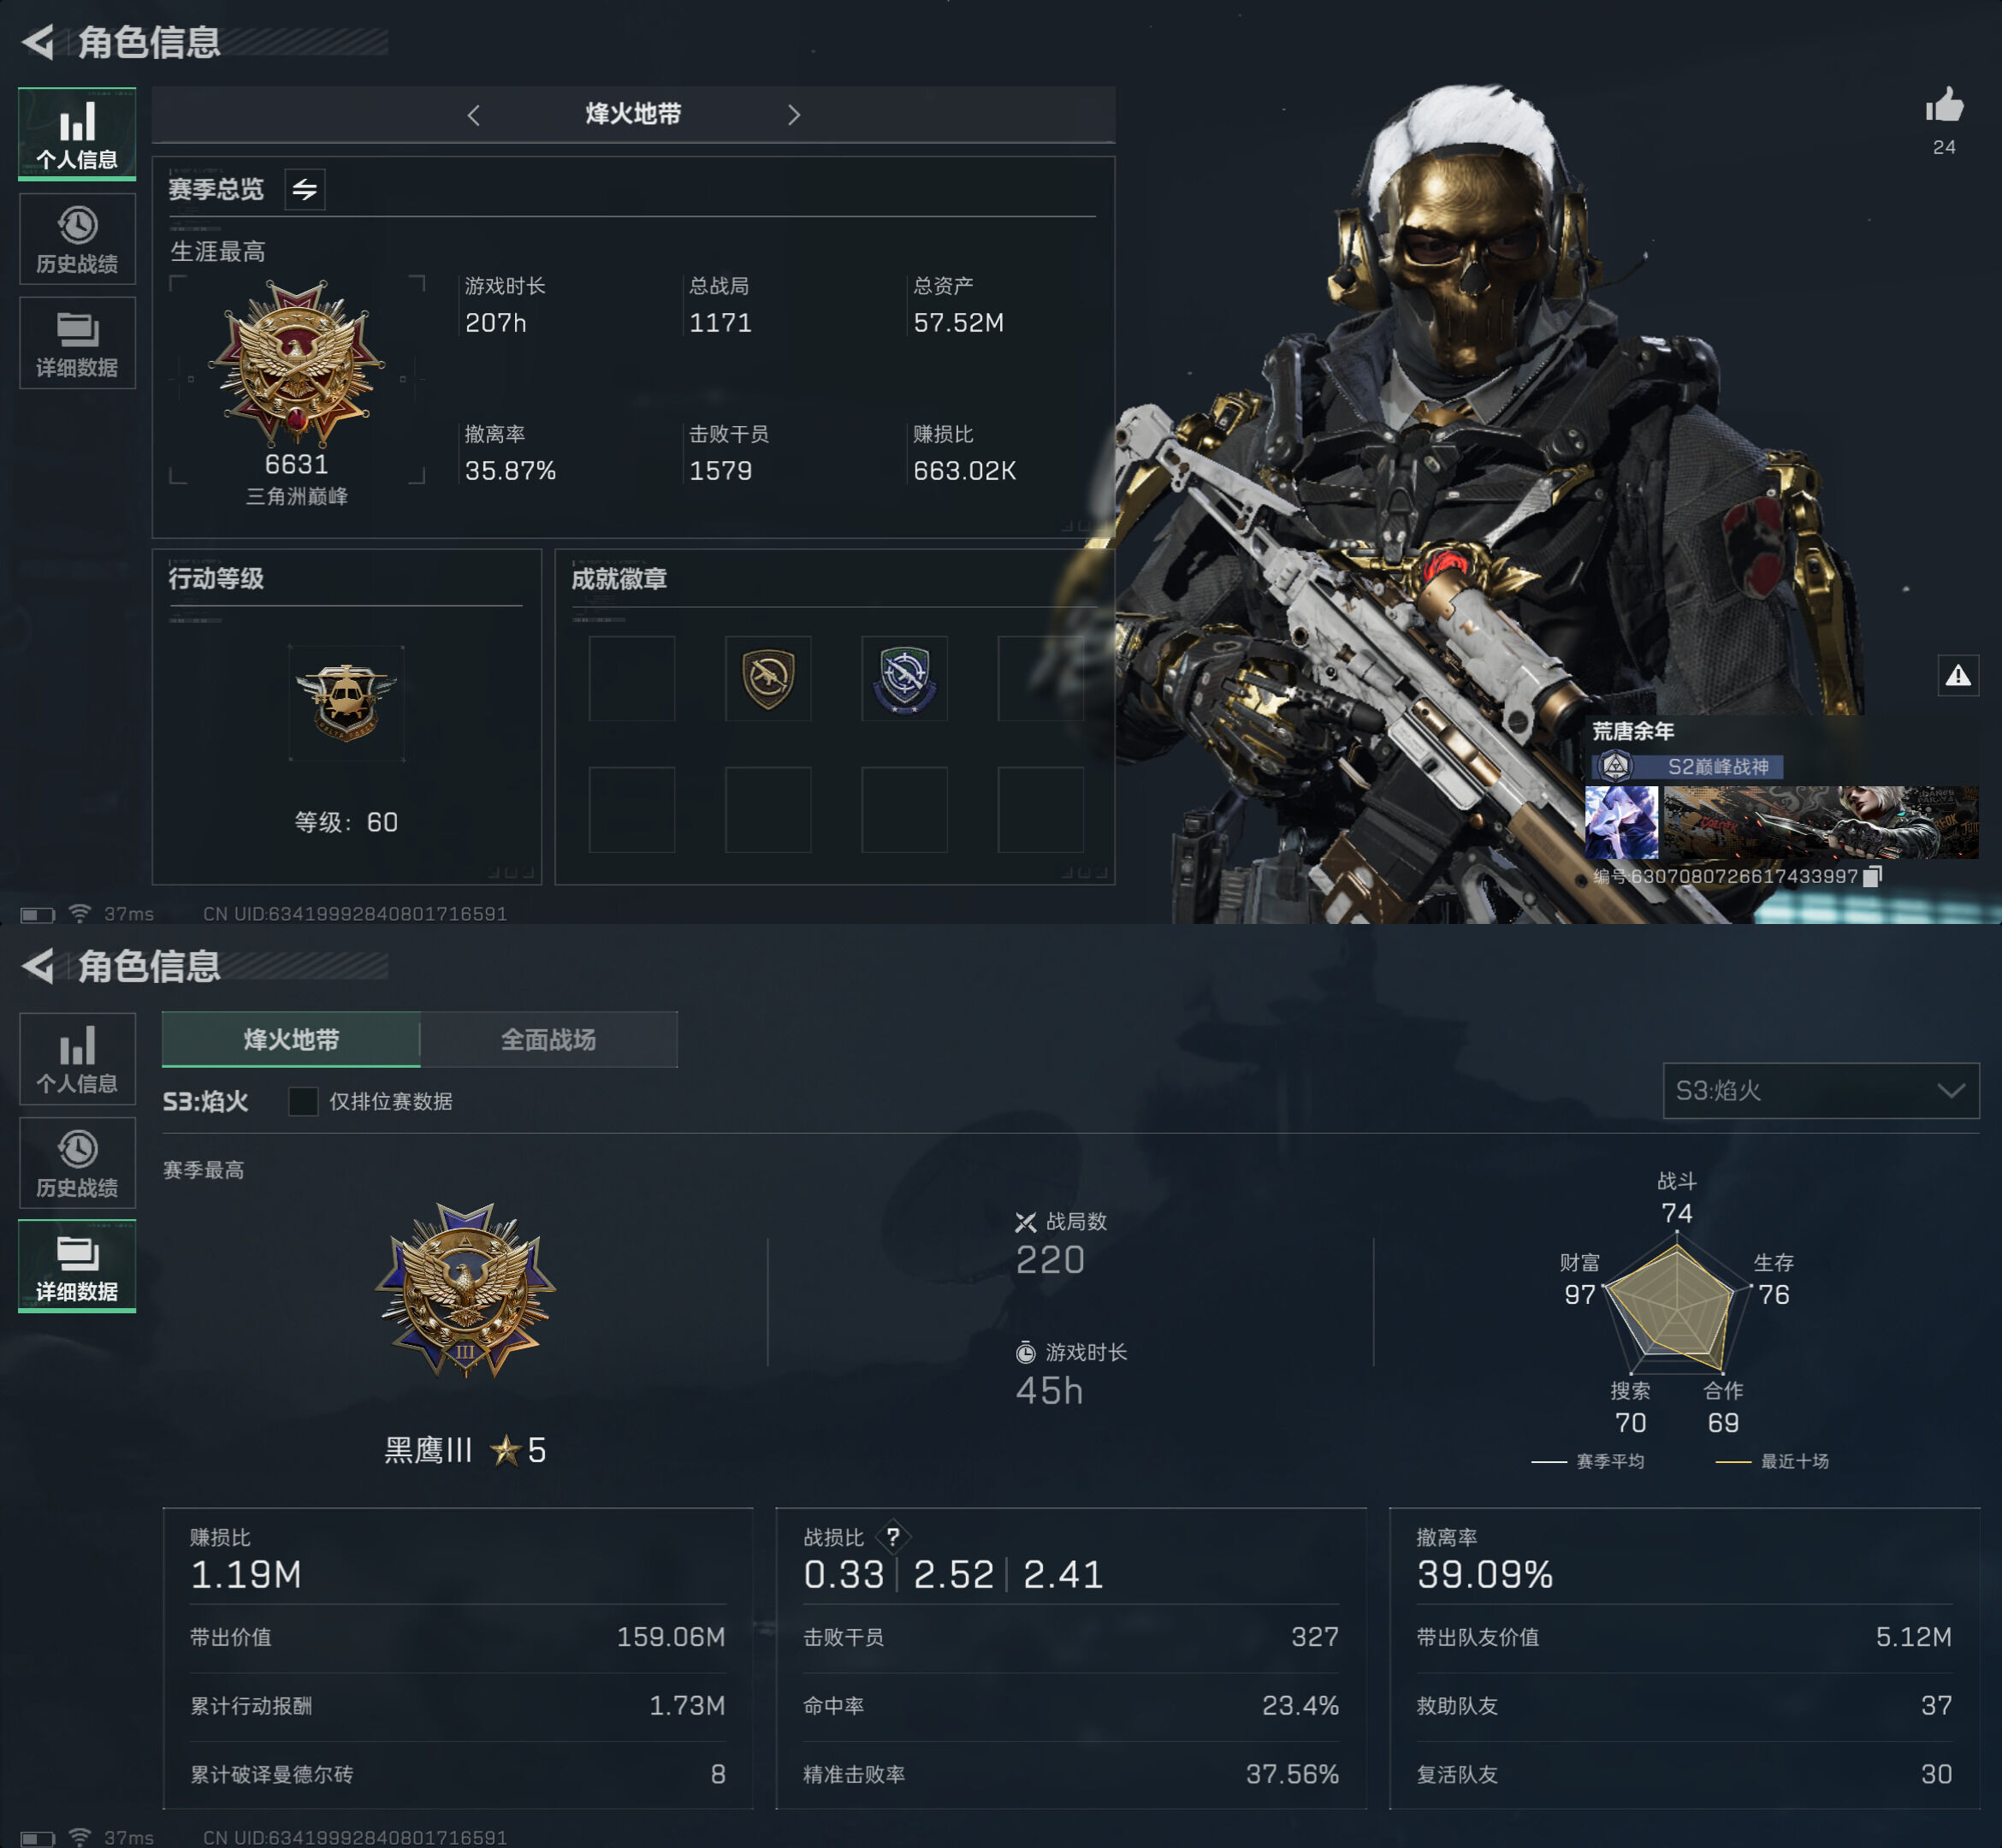 角色信息
个人信息
历史战绩
详细数据
烽火地带
赛季总览
生涯最高
6631
三角洲巅峰
游戏时长
207h
总战局
1171
总资产
57.52M
撤离率
35.87%
击败干员
1579
赚损比
663.02K
行动等级
等级：60
成就徽章
24
荒唐余年
S2巅峰战神
编号:6307080726617433997
37ms CN UID:634199928408017​16591
角色信息
个人信息
历史战绩
详细数据
烽火地带 全面战场
S3:焰火 仅排位赛数据
S3:焰火
赛季最高
III
黑鹰III 5
战局数
220
游戏时长
45h
战斗
74
财富
97
生存
76
搜索
70
合作
69
赛季平均 最近十场
赚损比
1.19M
带出价值 159.06M
累计行动报酬 1.73M
累计破译曼德尔砖 8
战损比 ?
0.33 | 2.52 | 2.41
击败干员 327
命中率 23.4%
精准击败率 37.56%
撤离率
39.09%
带出队友价值 5.12M
救助队友 37
复活队友 30
37ms CN UID:634199928408017​16591